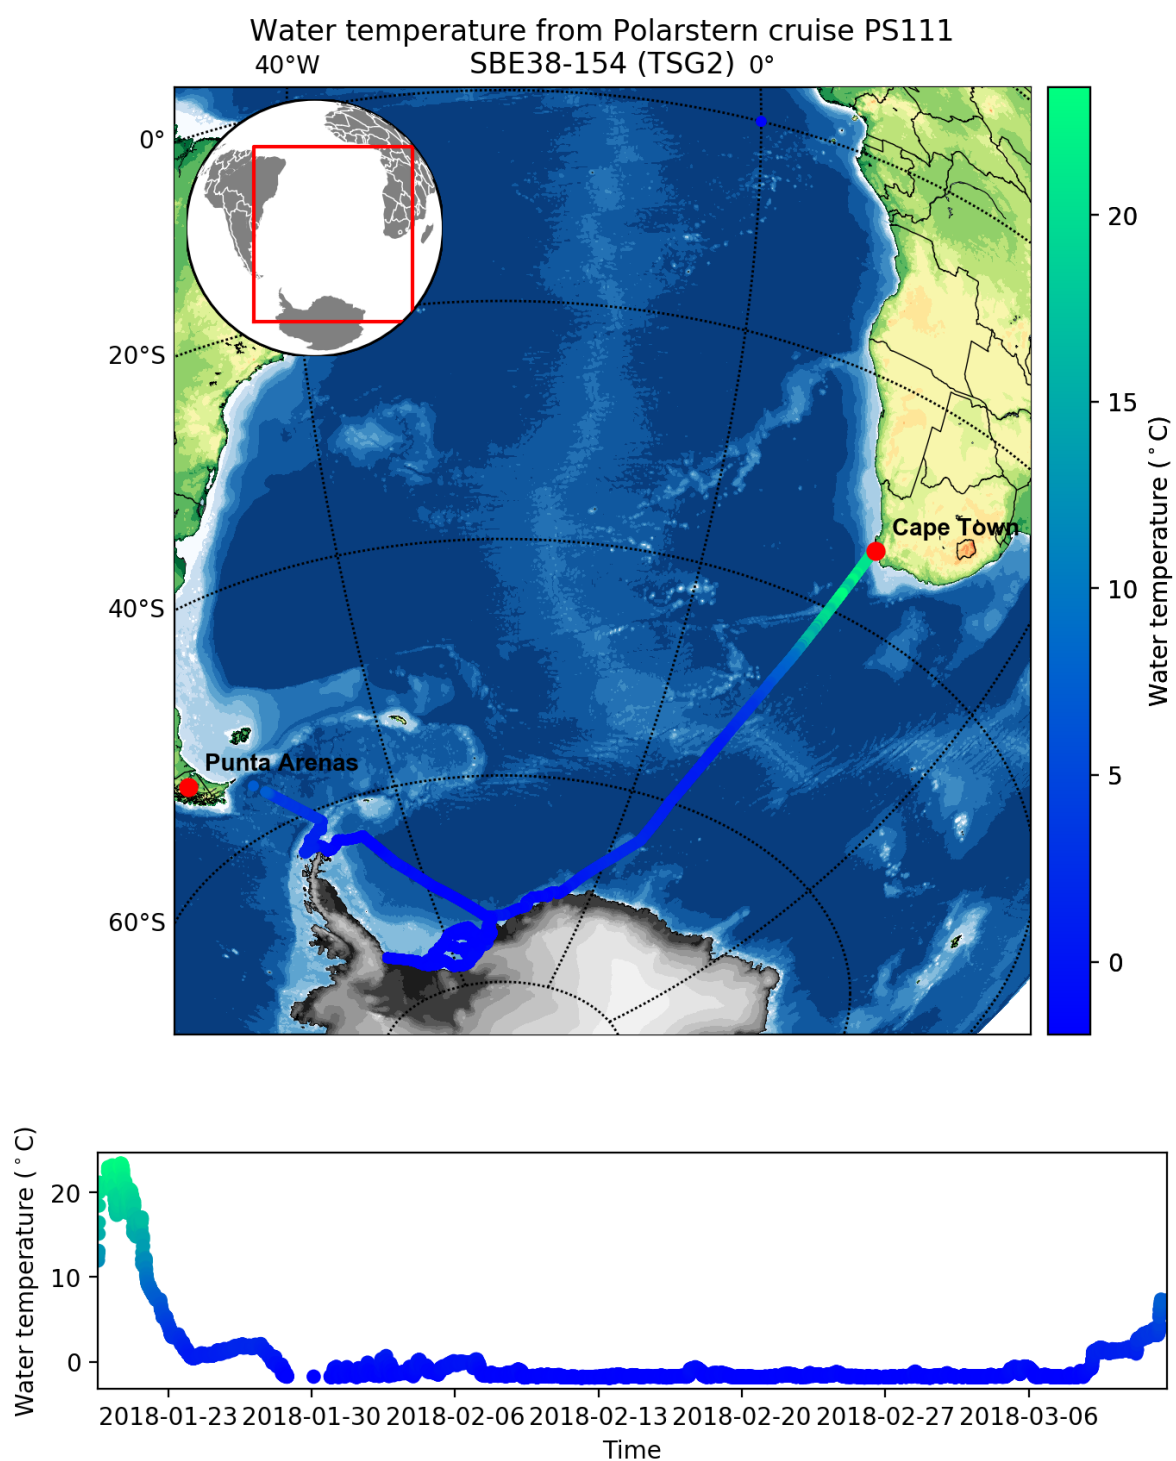 Water temperature from Polarstern cruise PS111
SBE38-154 (TSG2)
40°W
0°
0°
20°S
40°S
60°S
Cape Town
Punta Arenas
20
15
10
5
0
Water temperature (°C)
Water temperature (°C)
20
10
0
2018-01-23 2018-01-30 2018-02-06 2018-02-13 2018-02-20 2018-02-27 2018-03-06
Time